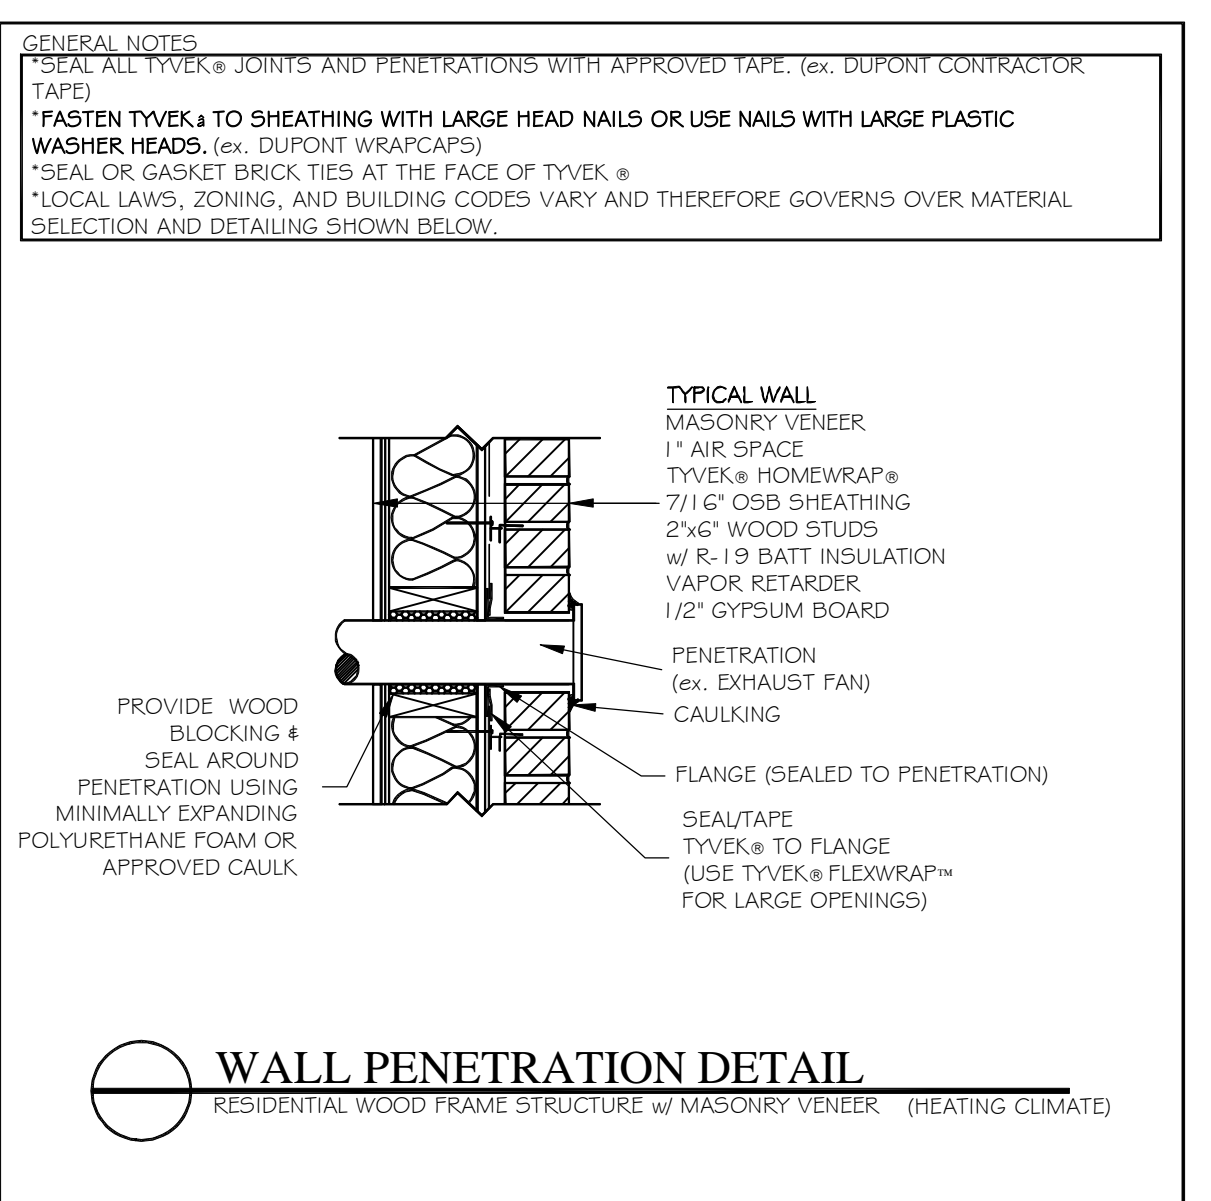 GENERAL NOTES
*SEAL ALL TYVEK® JOINTS AND PENETRATIONS WITH APPROVED TAPE. (ex. DUPONT CONTRACTOR
TAPE)
*FASTEN TYVEKâ TO SHEATHING WITH LARGE HEAD NAILS OR USE NAILS WITH LARGE PLASTIC
WASHER HEADS. (ex. DUPONT WRAPCAPS)
*SEAL OR GASKET BRICK TIES AT THE FACE OF TYVEK ®
*LOCAL LAWS, ZONING, AND BUILDING CODES VARY AND THEREFORE GOVERNS OVER MATERIAL
SELECTION AND DETAILING SHOWN BELOW.
TYPICAL WALL
MASONRY VENEER
1" AIR SPACE
TYVEK® HOMEWRAP®
7/16" OSB SHEATHING
2"x6" WOOD STUDS
w/ R-19 BATT INSULATION
VAPOR RETARDER
1/2" GYPSUM BOARD
PENETRATION
(ex. EXHAUST FAN)
CAULKING
FLANGE (SEALED TO PENETRATION)
SEAL/TAPE
TYVEK® TO FLANGE
(USE TYVEK® FLEXWRAP™
FOR LARGE OPENINGS)
PROVIDE WOOD
BLOCKING &
SEAL AROUND
PENETRATION USING
MINIMALLY EXPANDING
POLYURETHANE FOAM OR
APPROVED CAULK
WALL PENETRATION DETAIL
RESIDENTIAL WOOD FRAME STRUCTURE w/ MASONRY VENEER (HEATING CLIMATE)